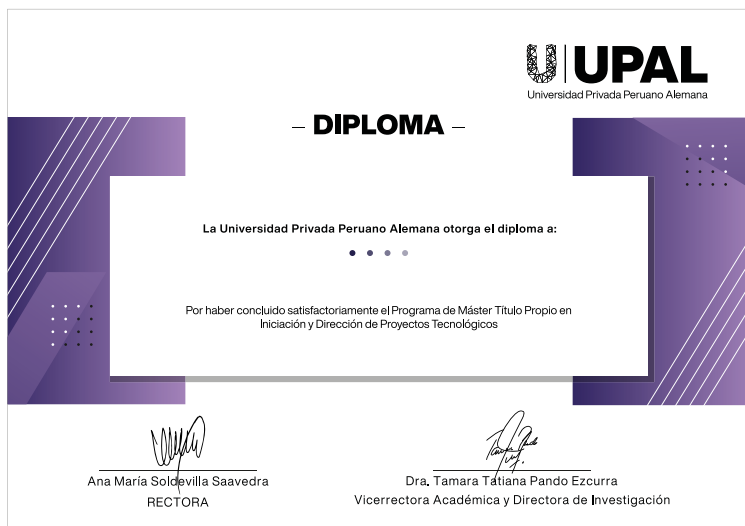 UPAL
Universidad Privada Peruano Alemana
– DIPLOMA –
La Universidad Privada Peruano Alemana otorga el diploma a:
Por haber concluido satisfactoriamente el Programa de Máster Título Propio en
Iniciación y Dirección de Proyectos Tecnológicos
Ana María Soldevilla Saavedra
RECTORA
Dra. Tamara Tatiana Pando Ezcurra
Vicerrectora Académica y Directora de Investigación